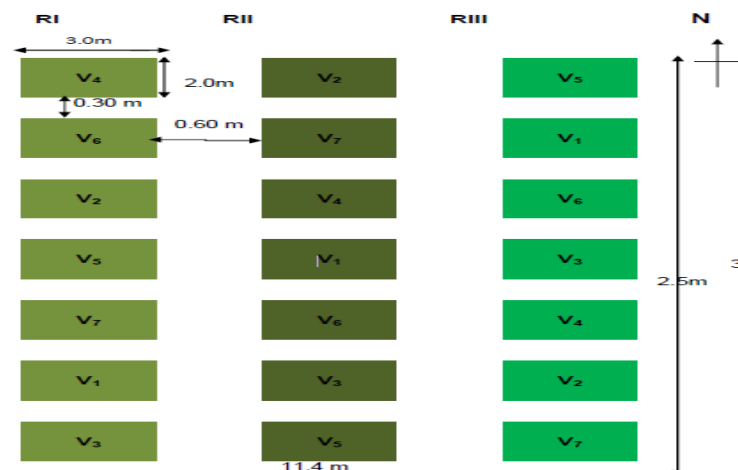 RI RII RIII N
3.0m
V₄ 2.0m V₂ V₅
0.30 m
0.60 m
V₆ V₇ V₁
V₂ V₄ V₆
V₅ V₁ V₃
2.5m 3
V₇ V₆ V₄
V₁ V₃ V₂
V₃ V₅ V₇
11.4 m